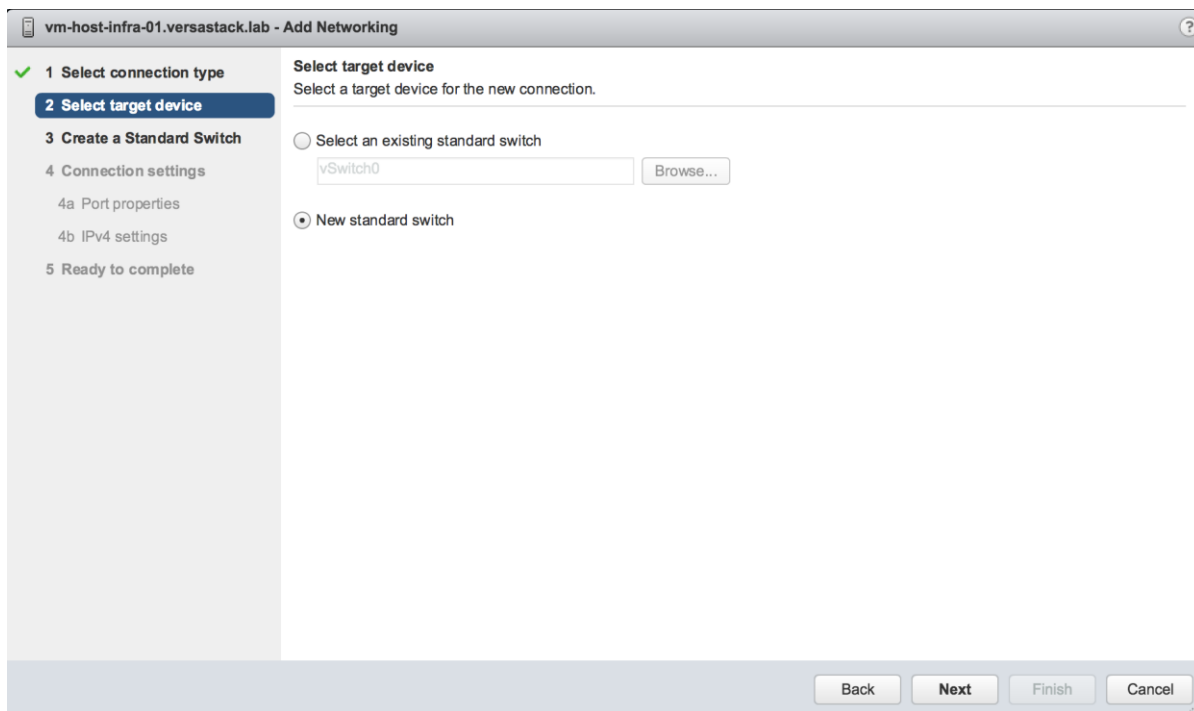 vm-host-infra-01.versastack.lab - Add Networking
?
1 Select connection type
2 Select target device
3 Create a Standard Switch
4 Connection settings
4a Port properties
4b IPv4 settings
5 Ready to complete
Select target device
Select a target device for the new connection.
Select an existing standard switch
vSwitch0
Browse...
New standard switch
Back
Next
Finish
Cancel